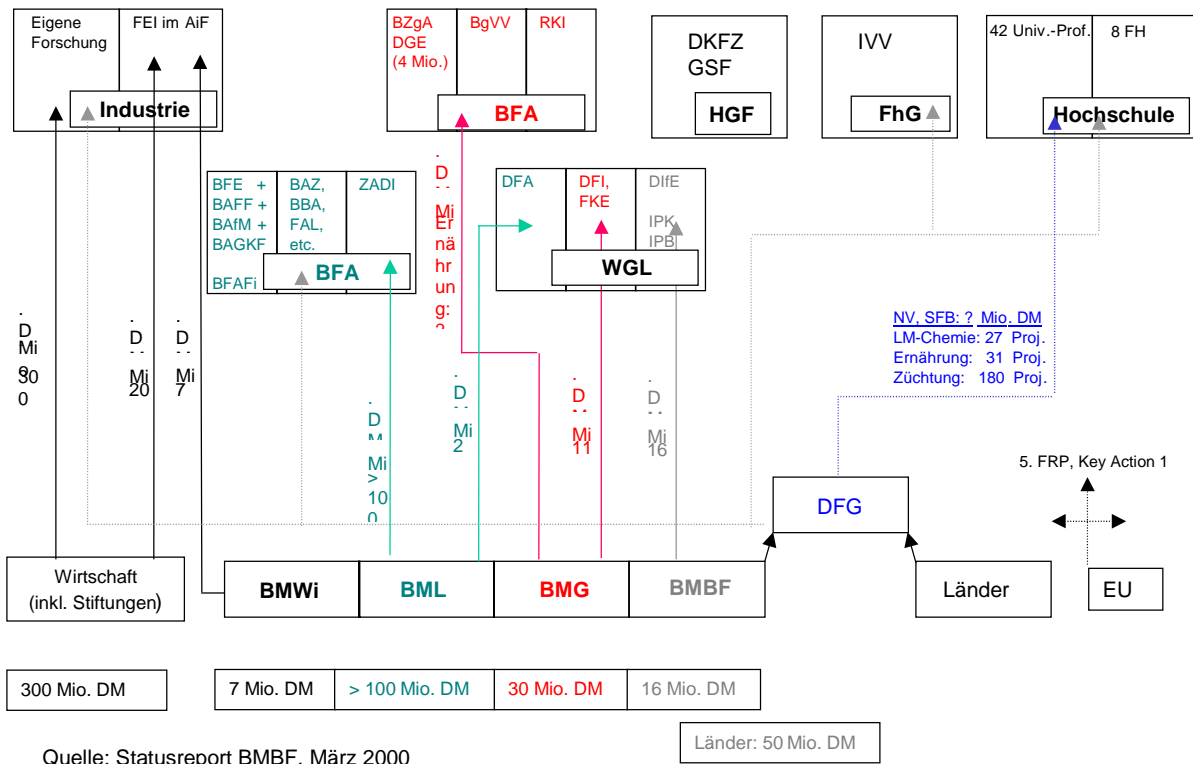 Eigene
Forschung
FEI im AiF
Industrie
BZgA
DGE
(4 Mio.)
BgVV
RKI
BFA
DKFZ
GSF
HGF
IVV
FhG
42 Univ.-Prof.
8 FH
Hochschule
BFE +
BAFF +
BAfM +
BAGKF
BFAFi
BAZ,
BBA,
FAL,
etc.
ZADI
BFA
Ernährung:
DFA
DFI,
FKE
DIfE
IPK
IPB
WGL
NV, SFB: ? Mio. DM
LM-Chemie: 27 Proj.
Ernährung: 31 Proj.
Züchtung: 180 Proj.
5. FRP, Key Action 1
DFG
Wirtschaft
(inkl. Stiftungen)
BMWi
BML
BMG
BMBF
Länder
EU
300 Mio. DM
7 Mio. DM
> 100 Mio. DM
30 Mio. DM
16 Mio. DM
Länder: 50 Mio. DM
Quelle: Statusreport BMBF, März 2000